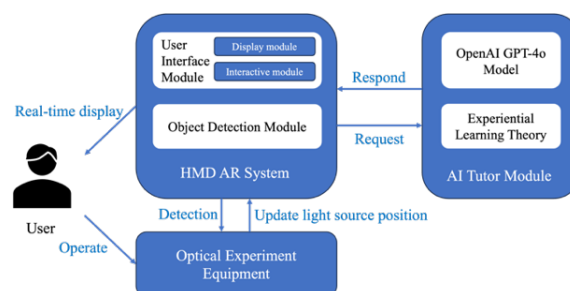 User
Interface
Module
Display module
Interactive module
Object Detection Module
HMD AR System
OpenAI GPT-4o
Model
Experiential
Learning Theory
AI Tutor Module
Respond
Request
Real-time display
User
Operate
Detection
Update light source position
Optical Experiment
Equipment